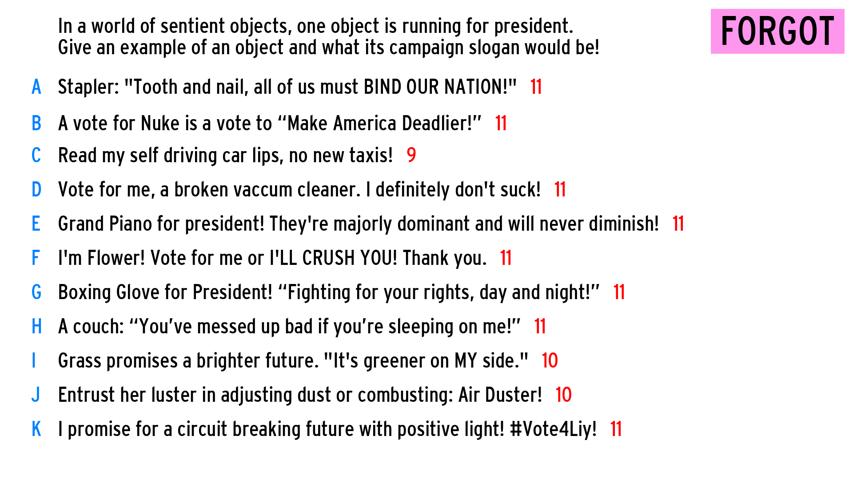 In a world of sentient objects, one object is running for president.
Give an example of an object and what its campaign slogan would be!
FORGOT
A Stapler: "Tooth and nail, all of us must BIND OUR NATION!" 11
B A vote for Nuke is a vote to “Make America Deadlier!” 11
C Read my self driving car lips, no new taxis! 9
D Vote for me, a broken vaccum cleaner. I definitely don't suck! 11
E Grand Piano for president! They're majorly dominant and will never diminish! 11
F I'm Flower! Vote for me or I'LL CRUSH YOU! Thank you. 11
G Boxing Glove for President! “Fighting for your rights, day and night!” 11
H A couch: “You’ve messed up bad if you’re sleeping on me!” 11
I Grass promises a brighter future. "It's greener on MY side." 10
J Entrust her luster in adjusting dust or combusting: Air Duster! 10
K I promise for a circuit breaking future with positive light! #Vote4Liy! 11